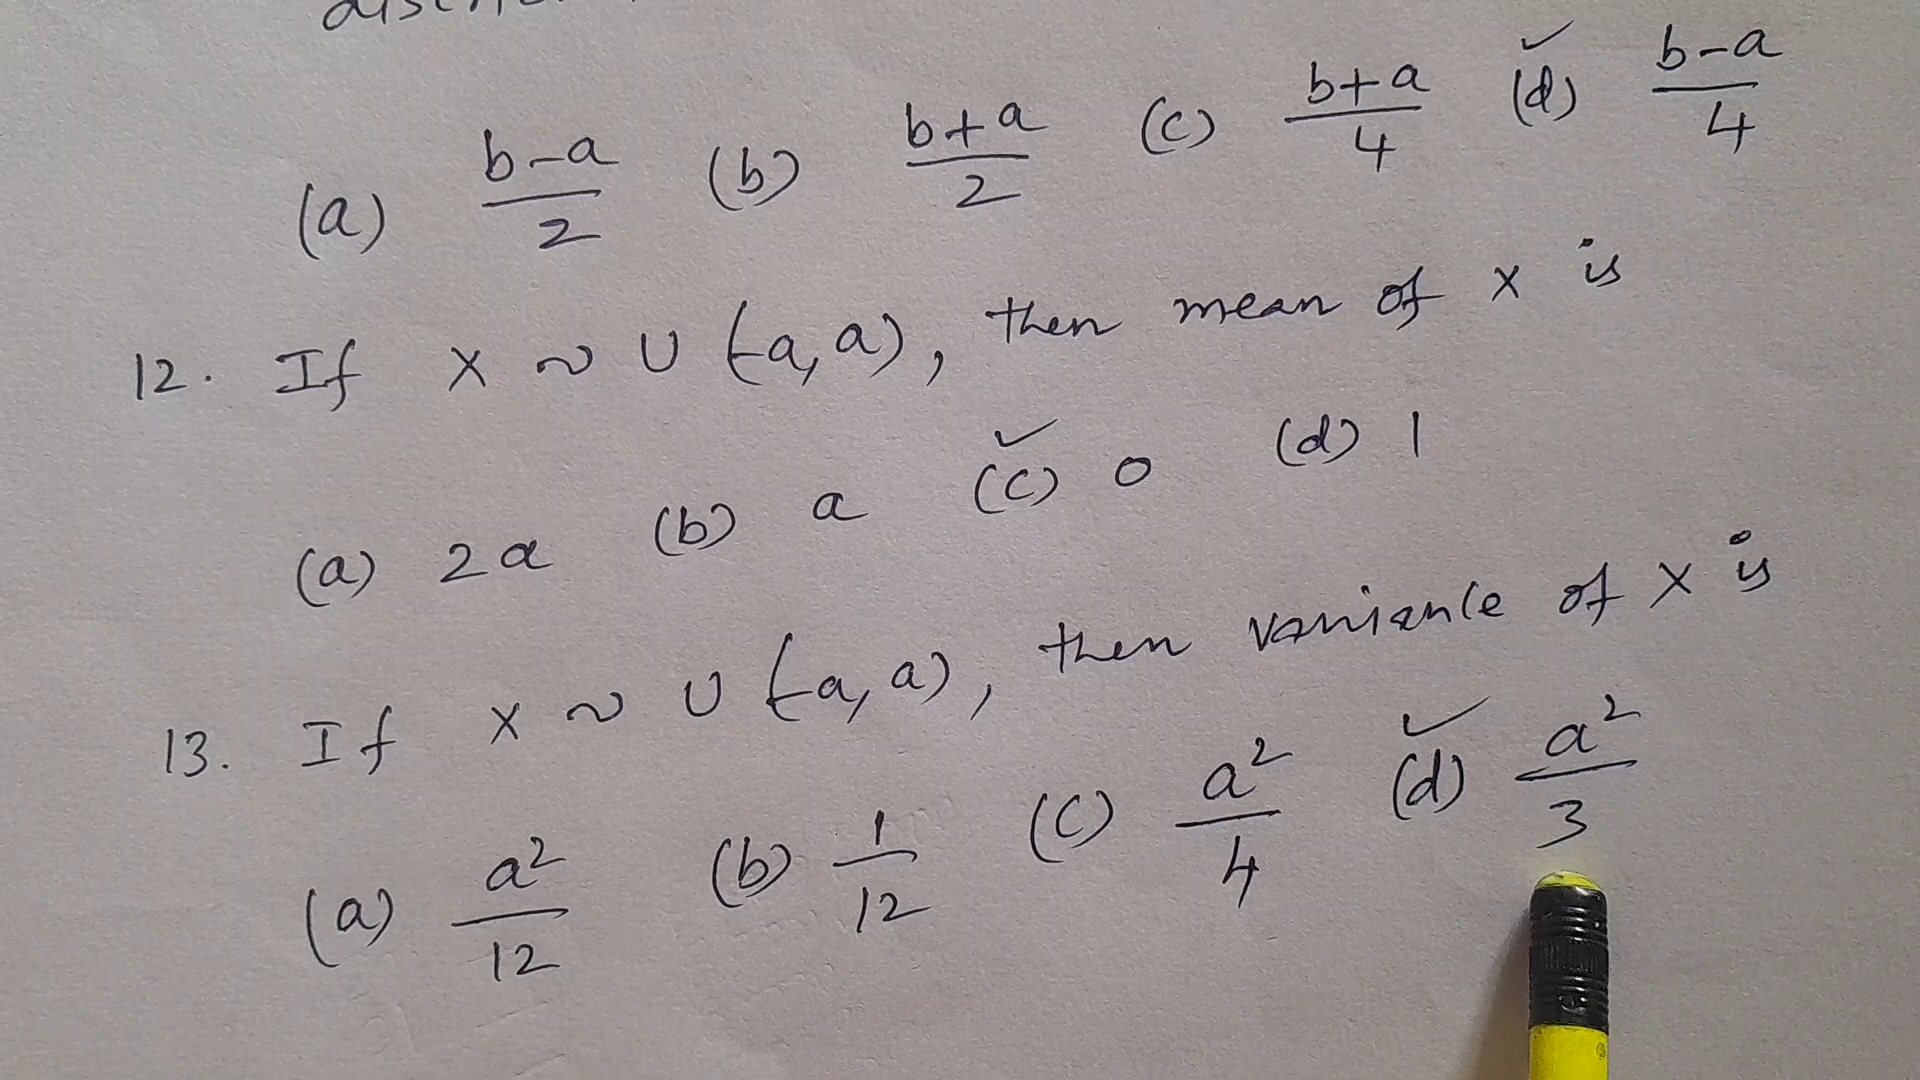 (a) b-a/2 (b) b+a/2 (c) b+a/4 ✓(d) b-a/4
12. If X ~ U (-a, a), then mean of X is
(a) 2a (b) a ✓(c) 0 (d) 1
13. If X ~ U (-a, a), then variance of X is
(a) a²/12 (b) 1/12 (c) a²/4 ✓(d) a²/3